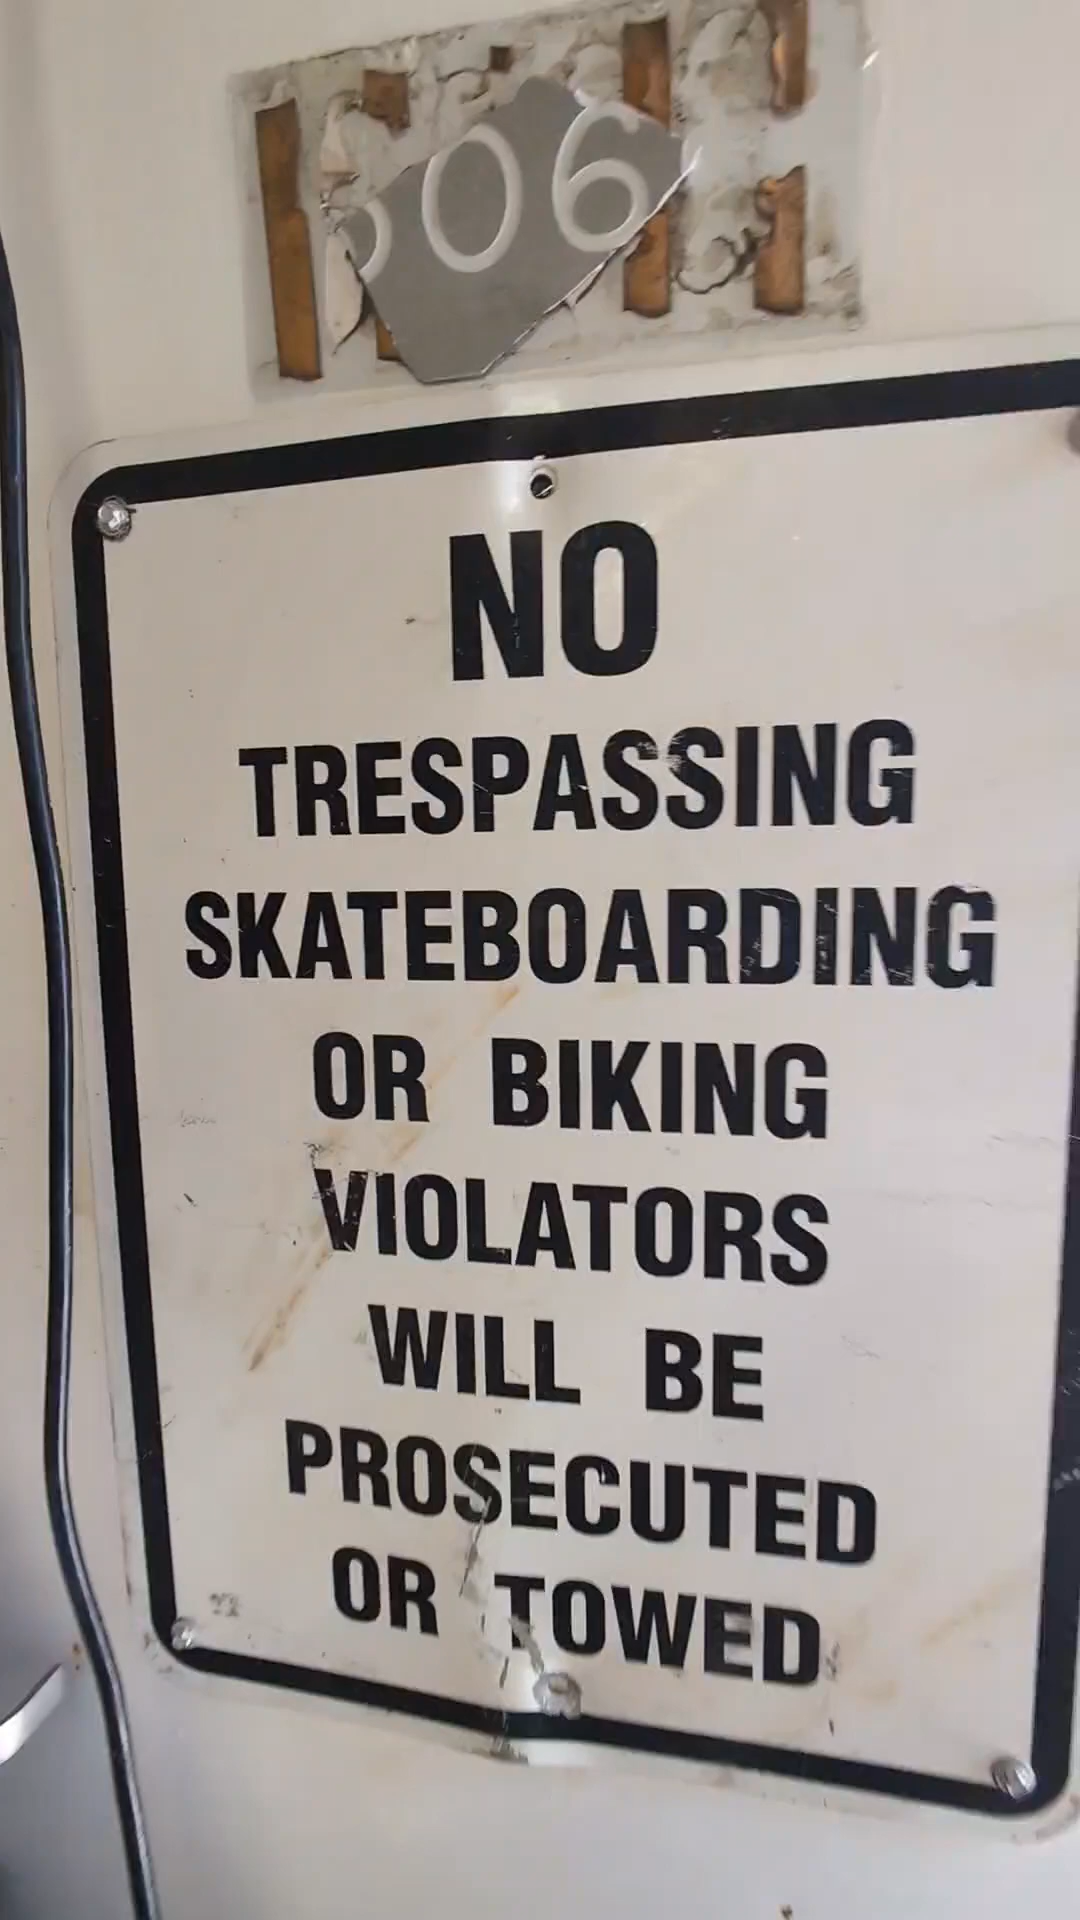 06
NO
TRESPASSING
SKATEBOARDING
OR BIKING
VIOLATORS
WILL BE
PROSECUTED
OR TOWED